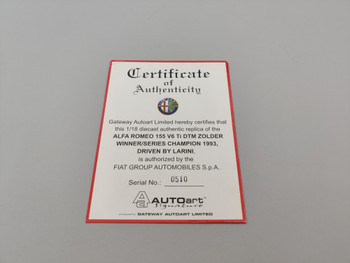 Certificate
of
Authenticity
Gateway Autoart Limited hereby certifies that
this 1/18 diecast authentic replica of the
ALFA ROMEO 155 V6 Ti DTM ZOLDER
WINNER/SERIES CHAMPION 1993,
DRIVEN BY LARINI.
is authorized by the
FIAT GROUP AUTOMOBILES S.p.A.
Serial No.: 0510
AA AUTOart
Signature
GATEWAY AUTOART LIMITED